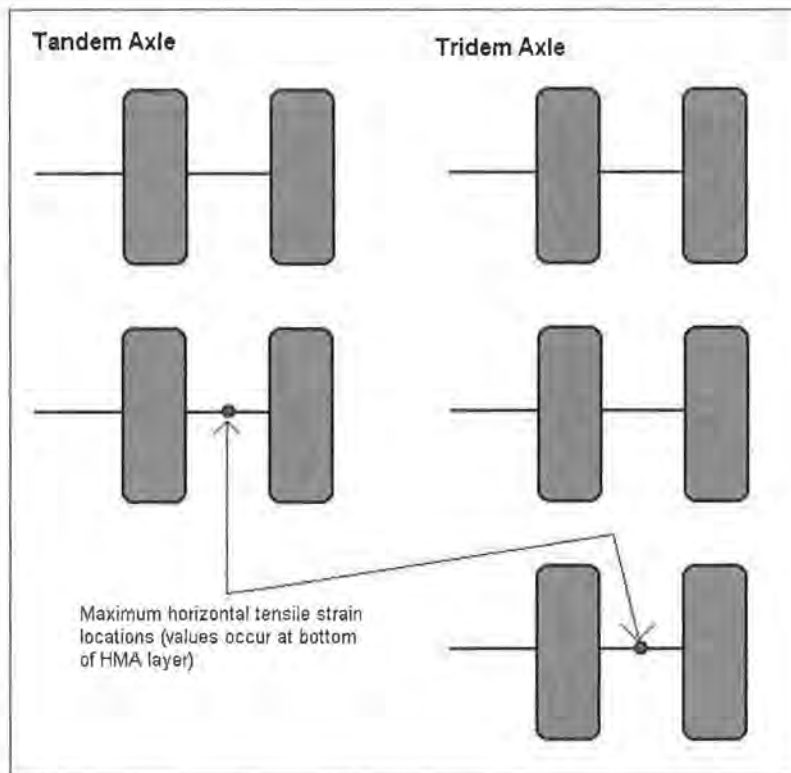 Tandem Axle
Tridem Axle
Maximum horizontal tensile strain
locations (values occur at bottom
of HMA layer)